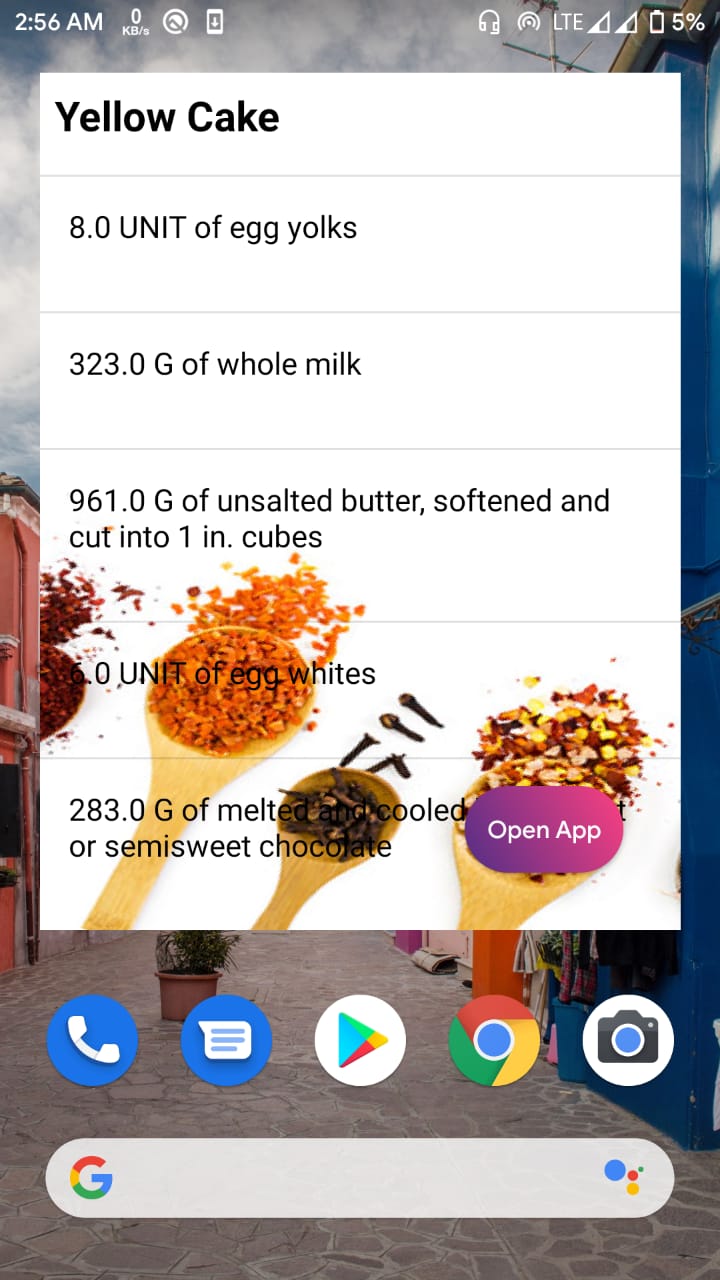 2:56 AM 0 KB/s LTE 5%
Yellow Cake
8.0 UNIT of egg yolks
323.0 G of whole milk
961.0 G of unsalted butter, softened and
cut into 1 in. cubes
6.0 UNIT of egg whites
283.0 G of melted and cooled t
or semisweet chocolate
Open App